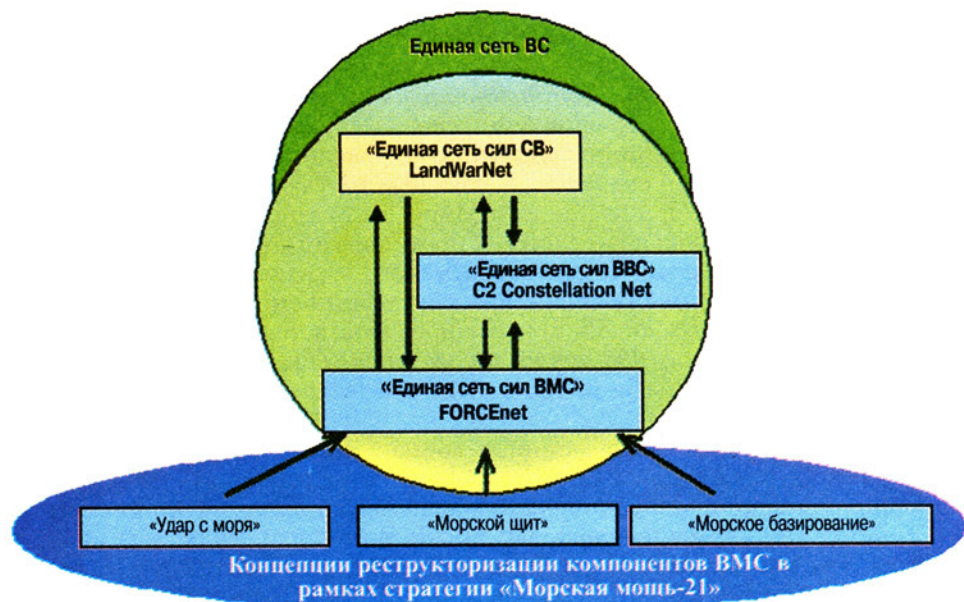 Единая сеть ВС
«Единая сеть сил СВ»
LandWarNet
«Единая сеть сил ВВС»
C2 Constellation Net
«Единая сеть сил ВМС»
FORCEnet
«Удар с моря»
«Морской щит»
«Морское базирование»
Концепции реструкторизации компонентов ВМС в
рамках стратегии «Морская мощь-21»